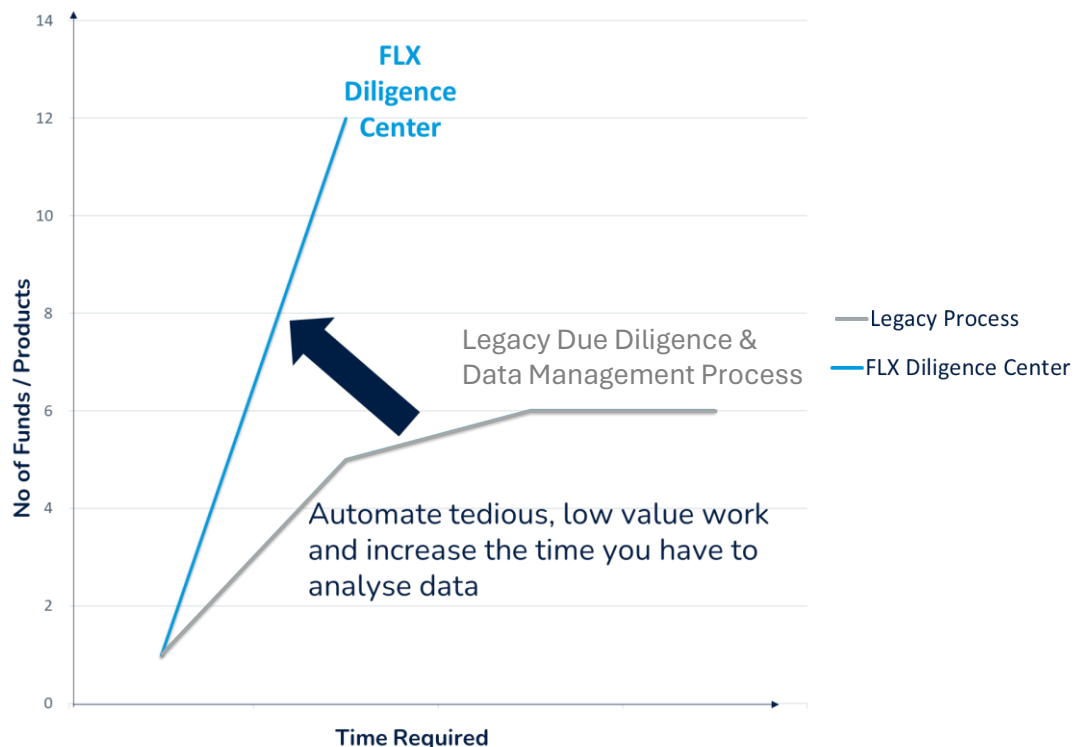 14
FLX
Diligence
Center
12
10
8
6
4
2
0
No of Funds / Products
Legacy Due Diligence &
Data Management Process
Automate tedious, low value work
and increase the time you have to
analyse data
Time Required
Legacy Process
FLX Diligence Center